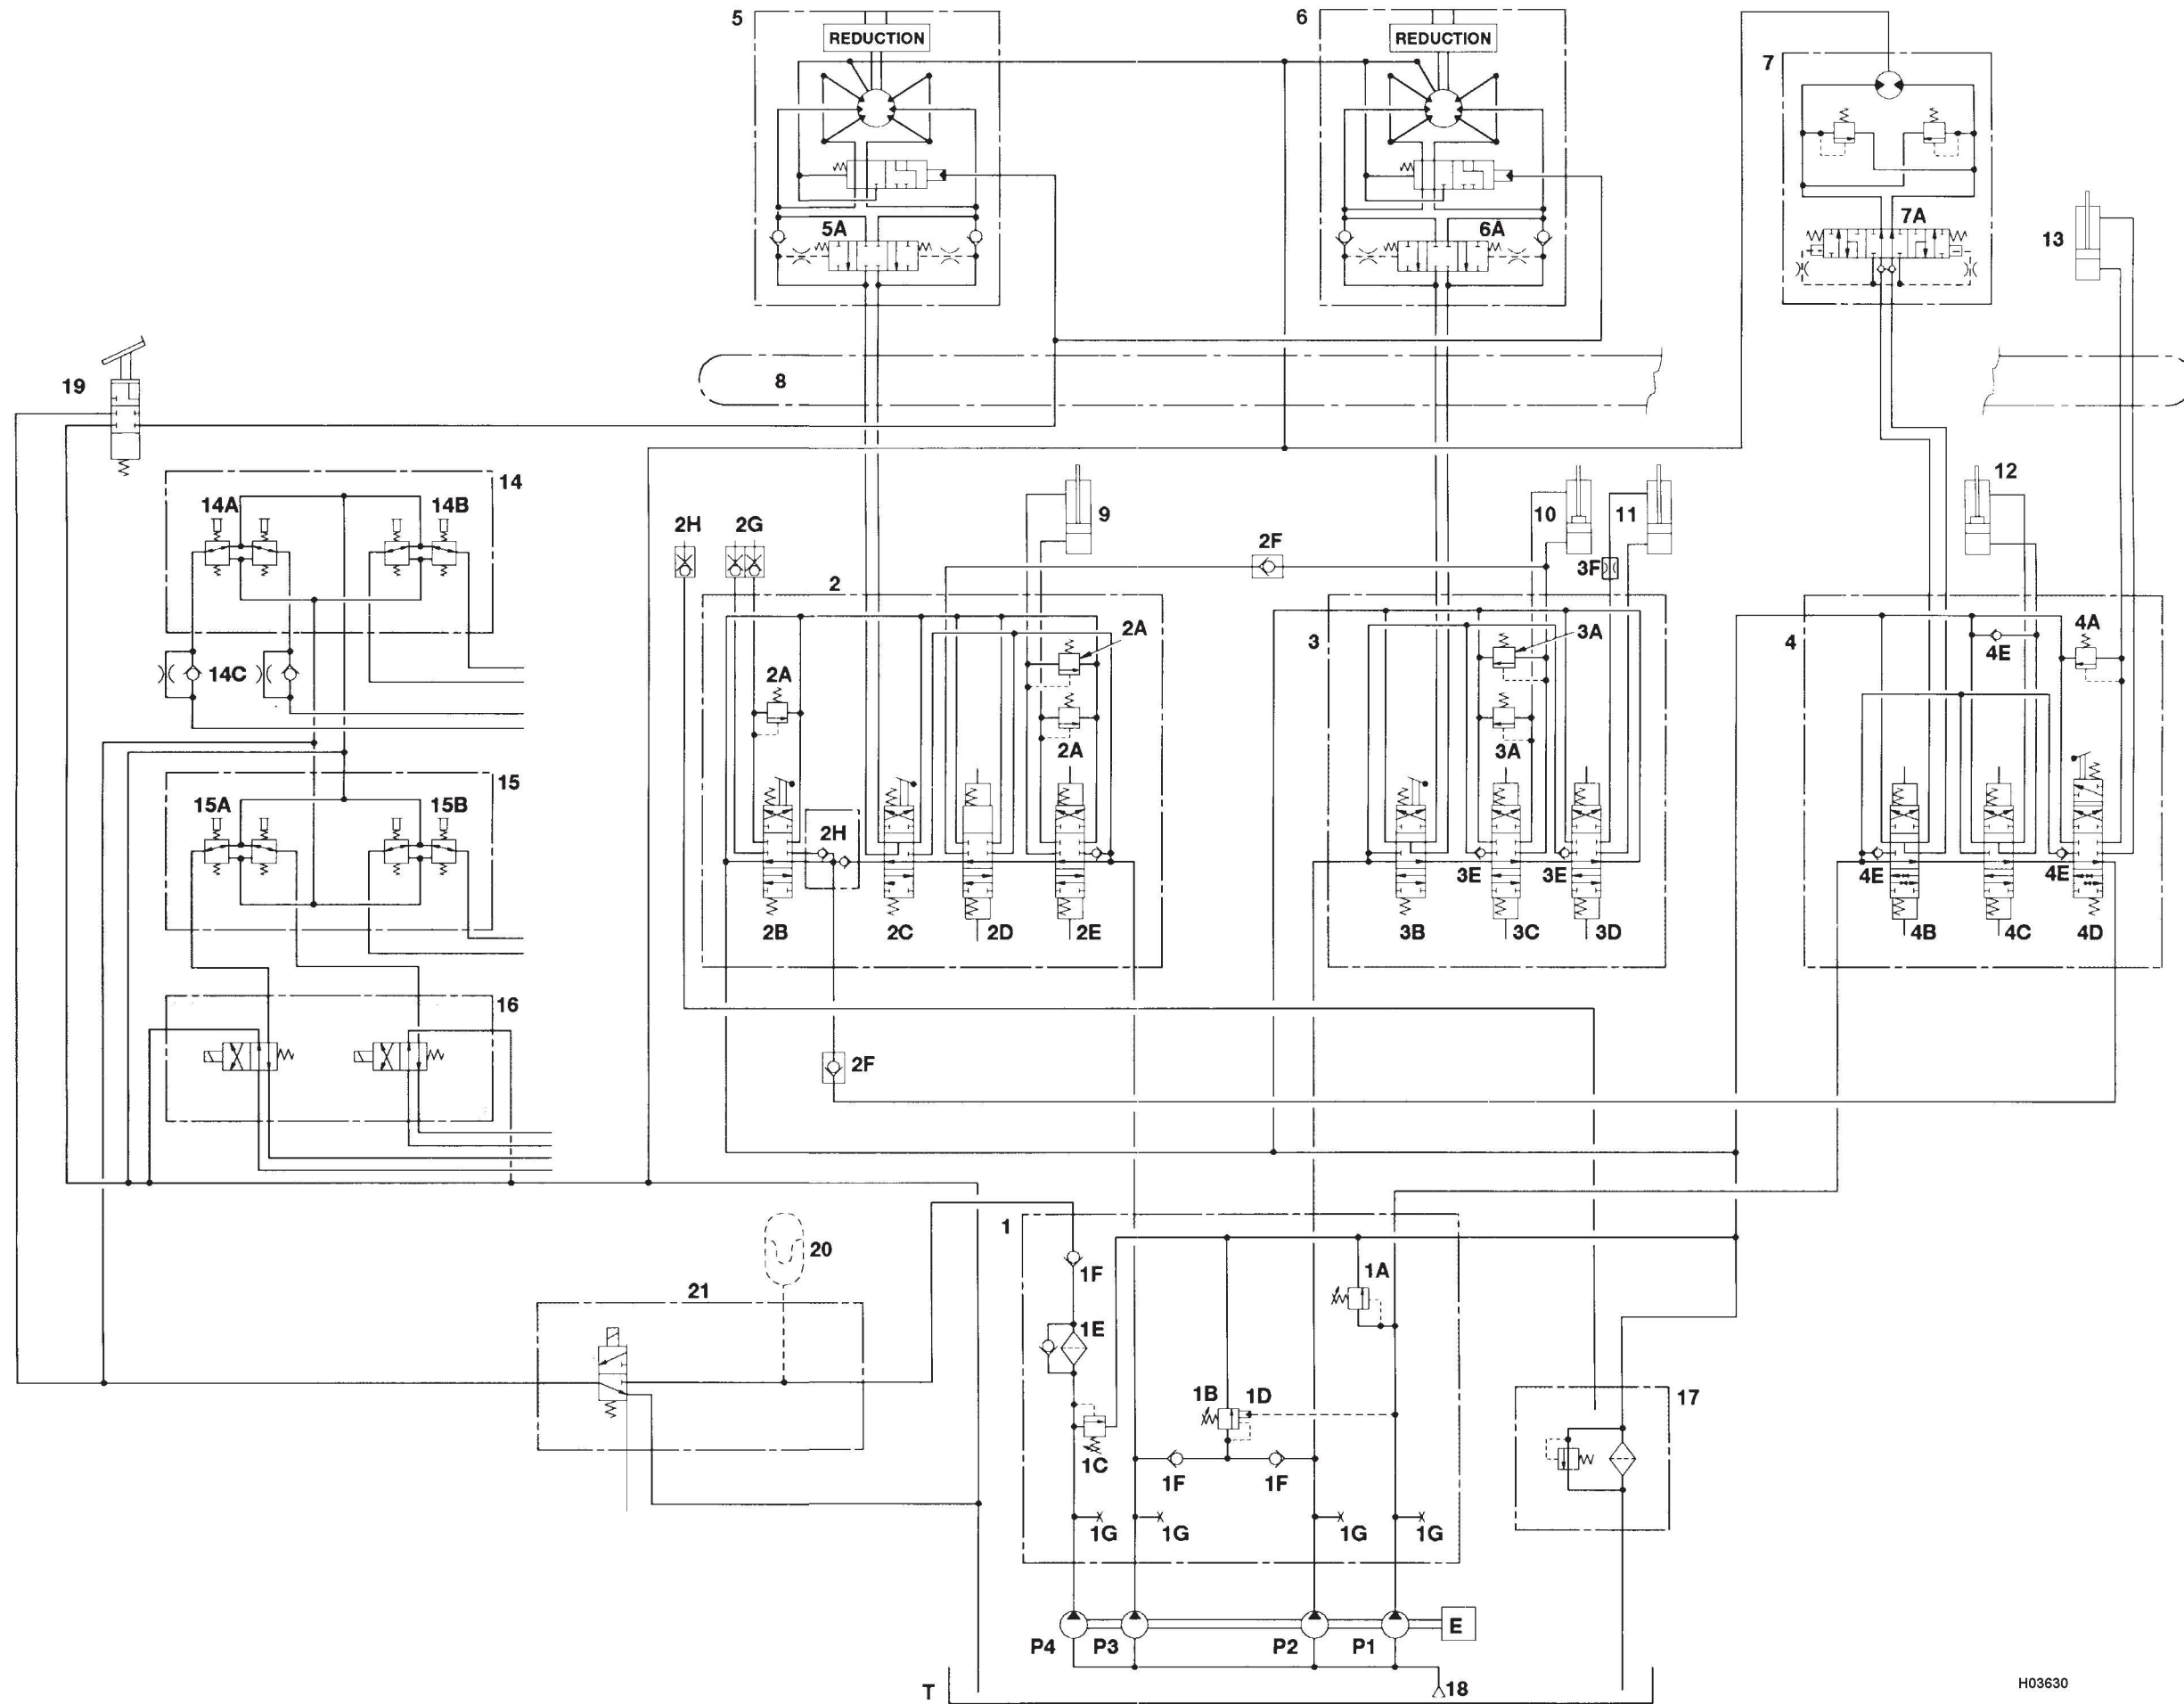 5
REDUCTION
6
REDUCTION
7
5A
6A
7A
13
8
19
14
14A
14B
2H
2G
9
10
11
12
2F
3F
14C
2
2A
2A
2A
3
3A
3A
4
4A
4E
15
15A
15B
2H
3E
3E
4E
4E
2B
2C
2D
2E
3B
3C
3D
4B
4C
4D
16
2F
1
20
1F
1A
21
1E
1B
1D
17
1C
1F
1F
1G
1G
1G
1G
E
P4
P3
P2
P1
T
18
H03630